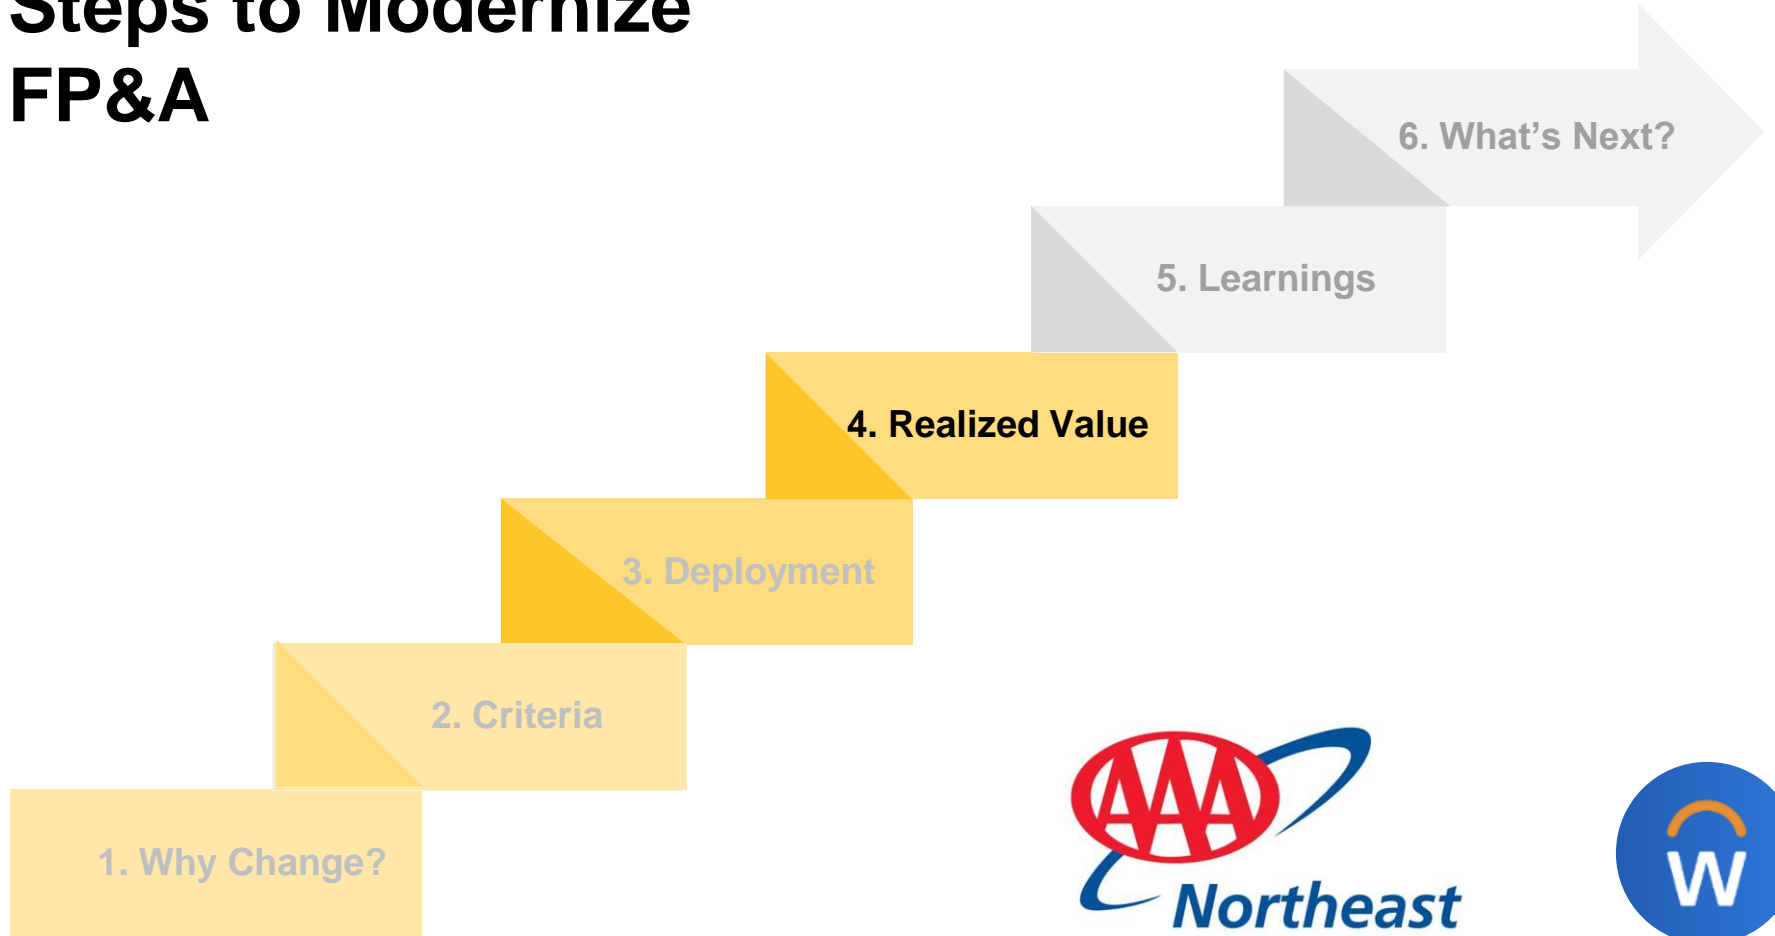 Steps to Modernize
FP&A
6. What’s Next?
5. Learnings
4. Realized Value
3. Deployment
2. Criteria
1. Why Change?
AAA
Northeast
W